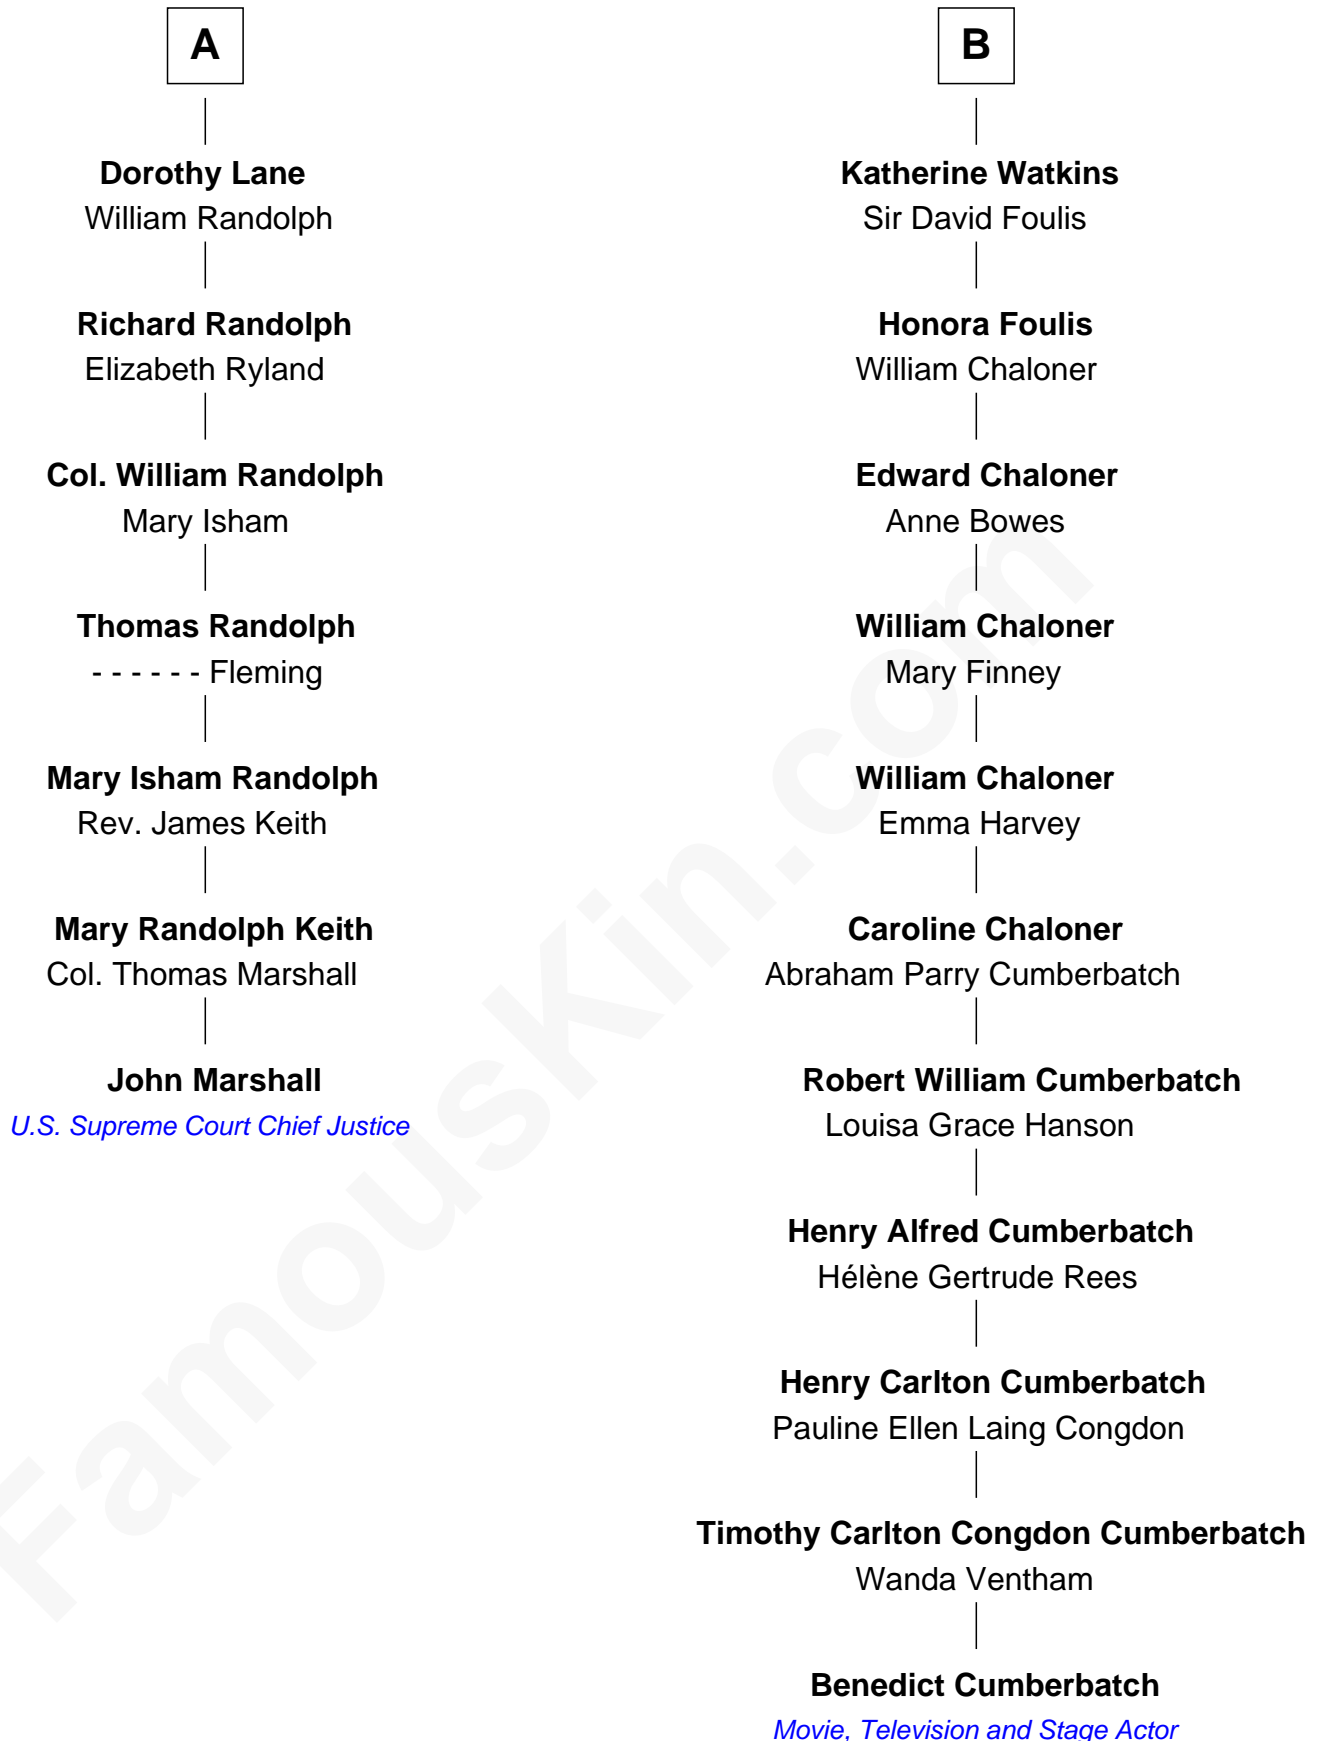 A
Dorothy Lane
William Randolph
Richard Randolph
Elizabeth Ryland
Col. William Randolph
Mary Isham
Thomas Randolph
- - - - - - Fleming
Mary Isham Randolph
Rev. James Keith
Mary Randolph Keith
Col. Thomas Marshall
John Marshall
U.S. Supreme Court Chief Justice
B
Katherine Watkins
Sir David Foulis
Honora Foulis
William Chaloner
Edward Chaloner
Anne Bowes
William Chaloner
Mary Finney
William Chaloner
Emma Harvey
Caroline Chaloner
Abraham Parry Cumberbatch
Robert William Cumberbatch
Louisa Grace Hanson
Henry Alfred Cumberbatch
Hélène Gertrude Rees
Henry Carlton Cumberbatch
Pauline Ellen Laing Congdon
Timothy Carlton Congdon Cumberbatch
Wanda Ventham
Benedict Cumberbatch
Movie, Television and Stage Actor
FamousKin.com